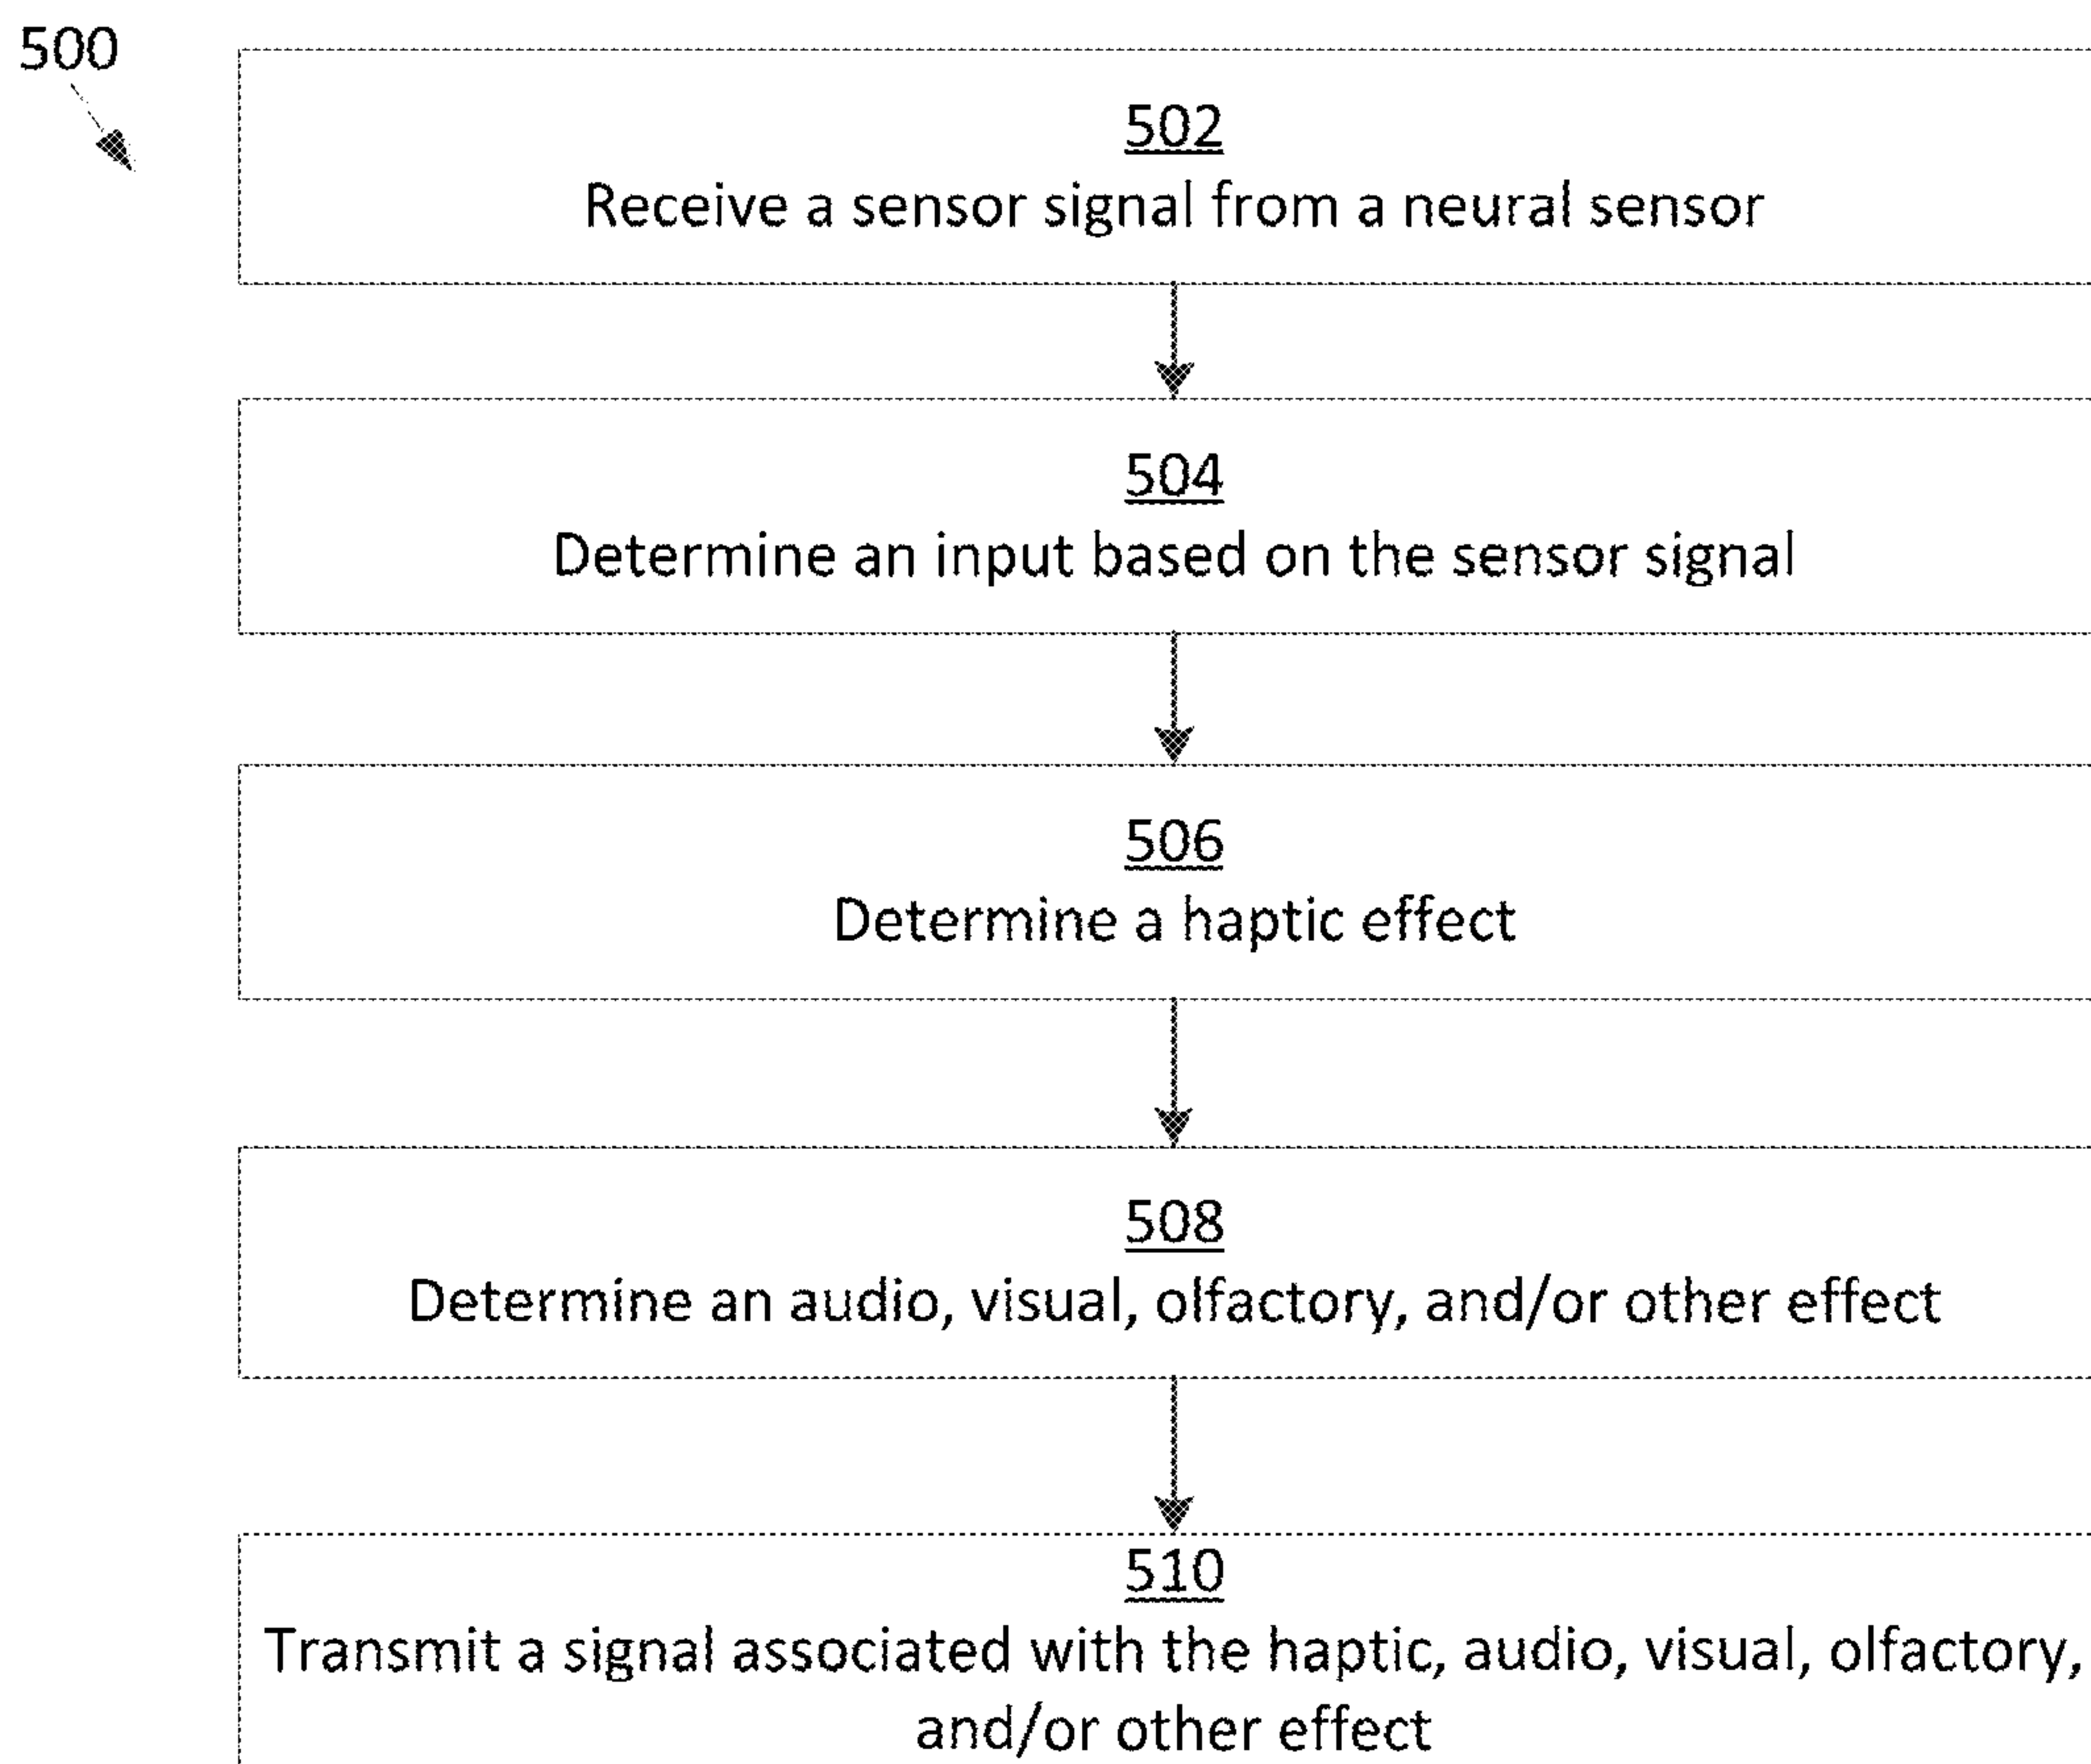 500
502
Receive a sensor signal from a neural sensor
504
Determine an input based on the sensor signal
506
Determine a haptic effect
508
Determine an audio, visual, olfactory, and/or other effect
510
Transmit a signal associated with the haptic, audio, visual, olfactory,
and/or other effect